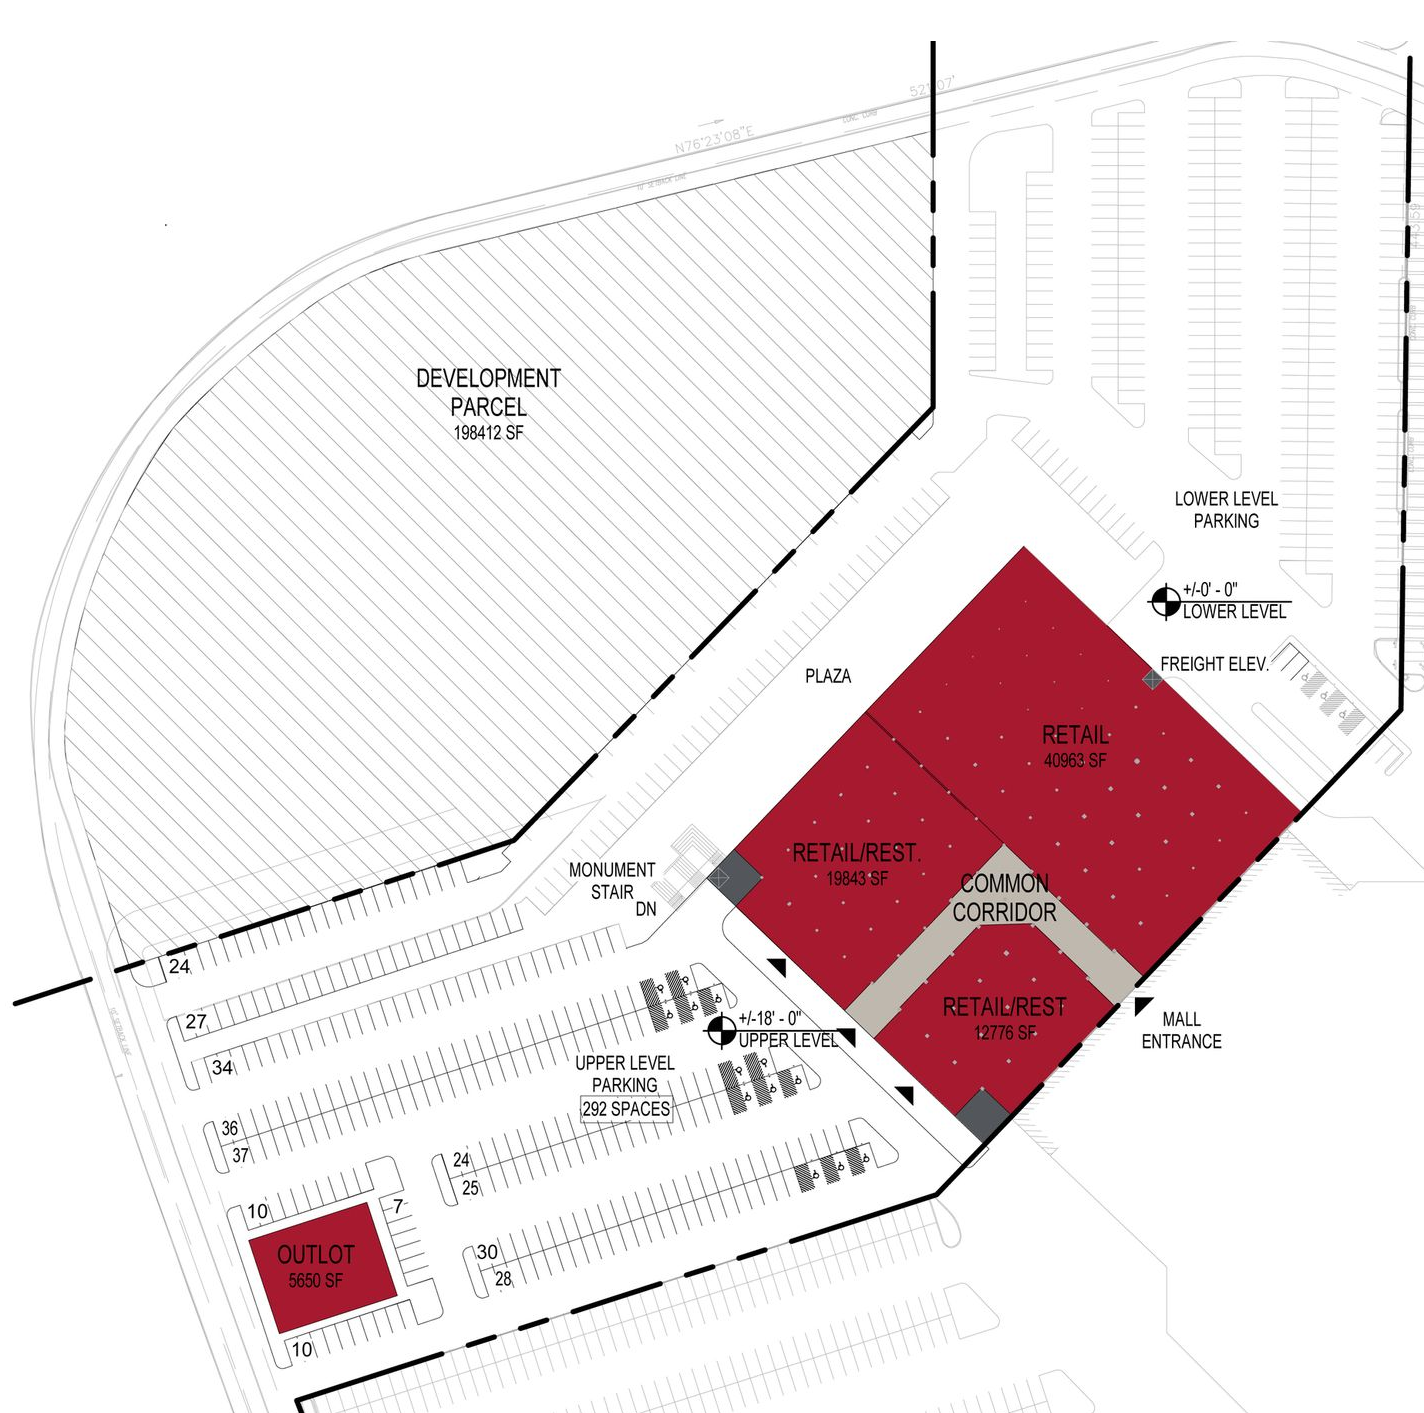 N76°23'08"E
10' SETBACK LINE
DEVELOPMENT
PARCEL
198412 SF
LOWER LEVEL
PARKING
+/-0' - 0"
LOWER LEVEL
FREIGHT ELEV.
PLAZA
RETAIL
40963 SF
RETAIL/REST.
19843 SF
MONUMENT
STAIR
DN
COMMON
CORRIDOR
RETAIL/REST
12776 SF
MALL
ENTRANCE
+/-18' - 0"
UPPER LEVEL
UPPER LEVEL
PARKING
292 SPACES
24
27
34
36
37
24
25
10
7
OUTLOT
5650 SF
30
28
10